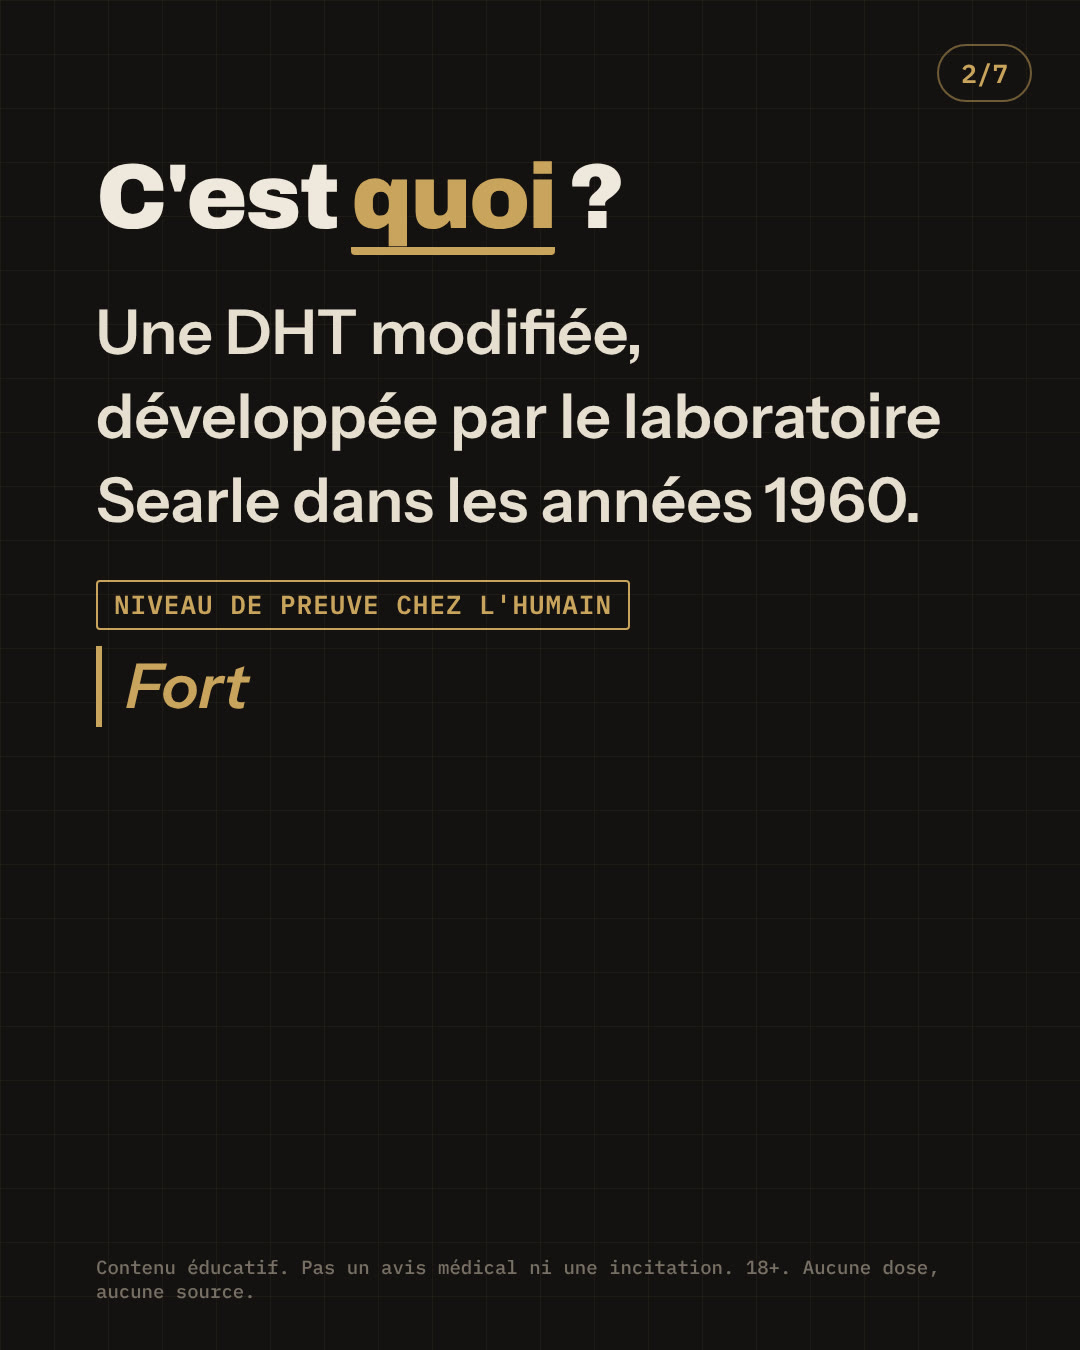 2/7
C'est quoi ?
Une DHT modifiée,
développée par le laboratoire
Searle dans les années 1960.
NIVEAU DE PREUVE CHEZ L'HUMAIN
Fort
Contenu éducatif. Pas un avis médical ni une incitation. 18+. Aucune dose,
aucune source.